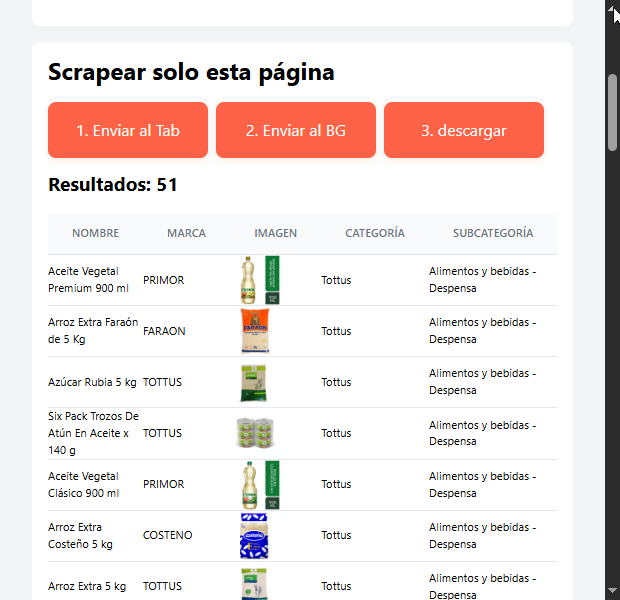 Scrapear solo esta página
1. Enviar al Tab
2. Enviar al BG
3. descargar
Resultados: 51
NOMBRE MARCA IMAGEN CATEGORÍA SUBCATEGORÍA
Aceite Vegetal
Premium 900 ml
PRIMOR
Tottus
Alimentos y bebidas -
Despensa
Arroz Extra Faraón
de 5 Kg
FARAON
FARAON
Tottus
Alimentos y bebidas -
Despensa
Azúcar Rubia 5 kg
TOTTUS
Tottus
Alimentos y bebidas -
Despensa
Six Pack Trozos De
Atún En Aceite x
140 g
TOTTUS
Tottus
Alimentos y bebidas -
Despensa
Aceite Vegetal
Clásico 900 ml
PRIMOR
Tottus
Alimentos y bebidas -
Despensa
Arroz Extra
Costeño 5 kg
COSTENO
costeño
Tottus
Alimentos y bebidas -
Despensa
Arroz Extra 5 kg
TOTTUS
Tottus
Alimentos y bebidas -
Despensa